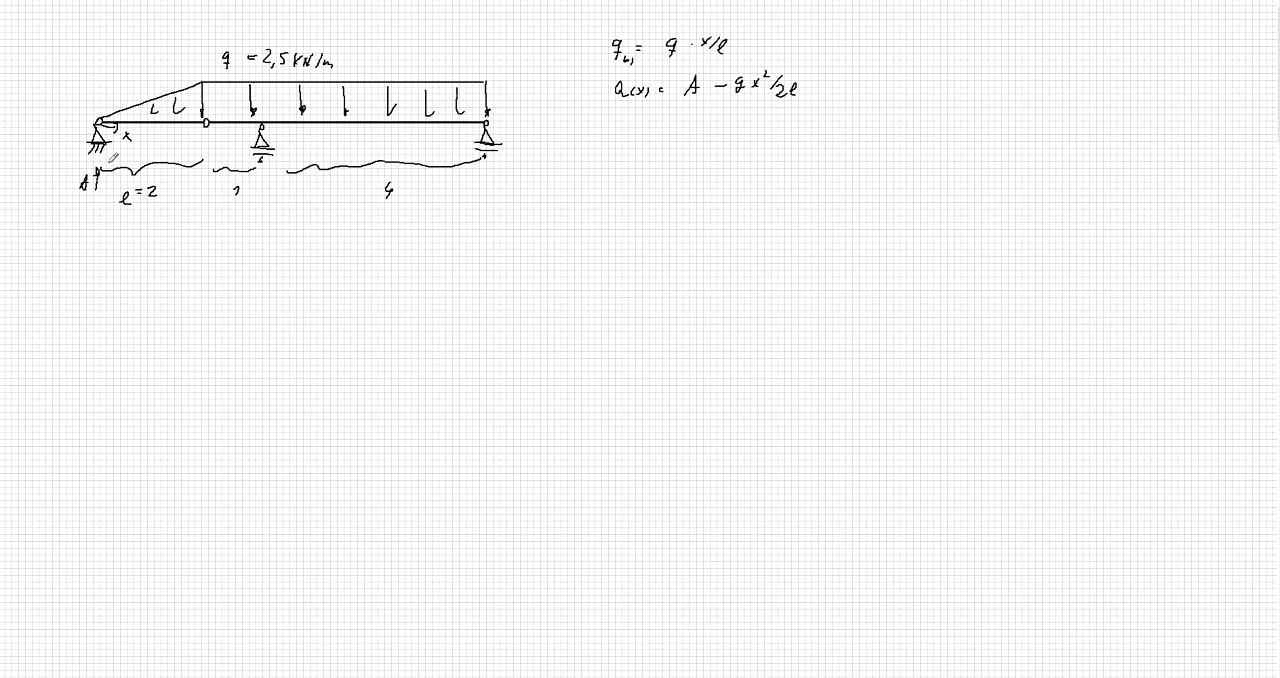 q = 2,5 kN/m
x
A
l = 2
1
4
q(x) = q · x/l
Q(x) = A - q x²/2l